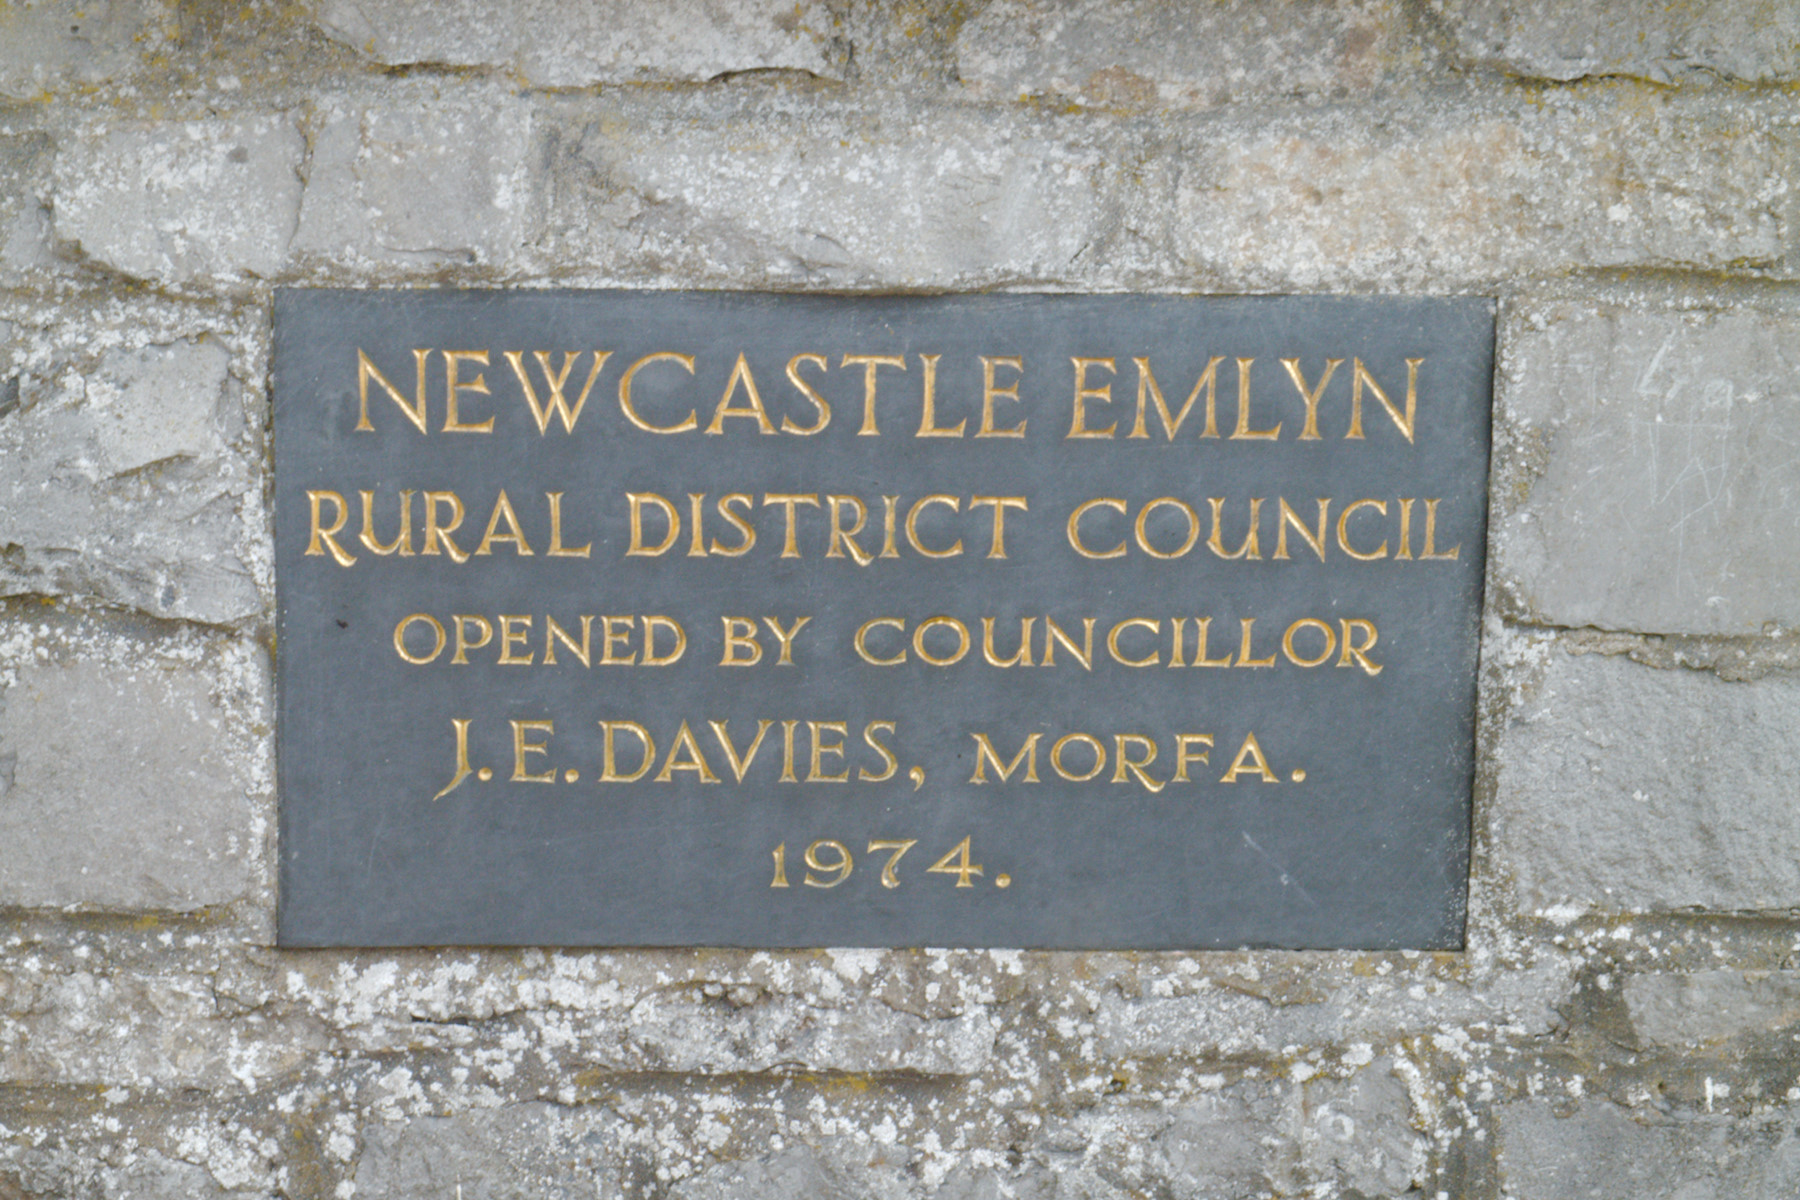 NEWCASTLE EMLYN
RURAL DISTRICT COUNCIL
OPENED BY COUNCILLOR
J.E. DAVIES, MORFA.
1974.